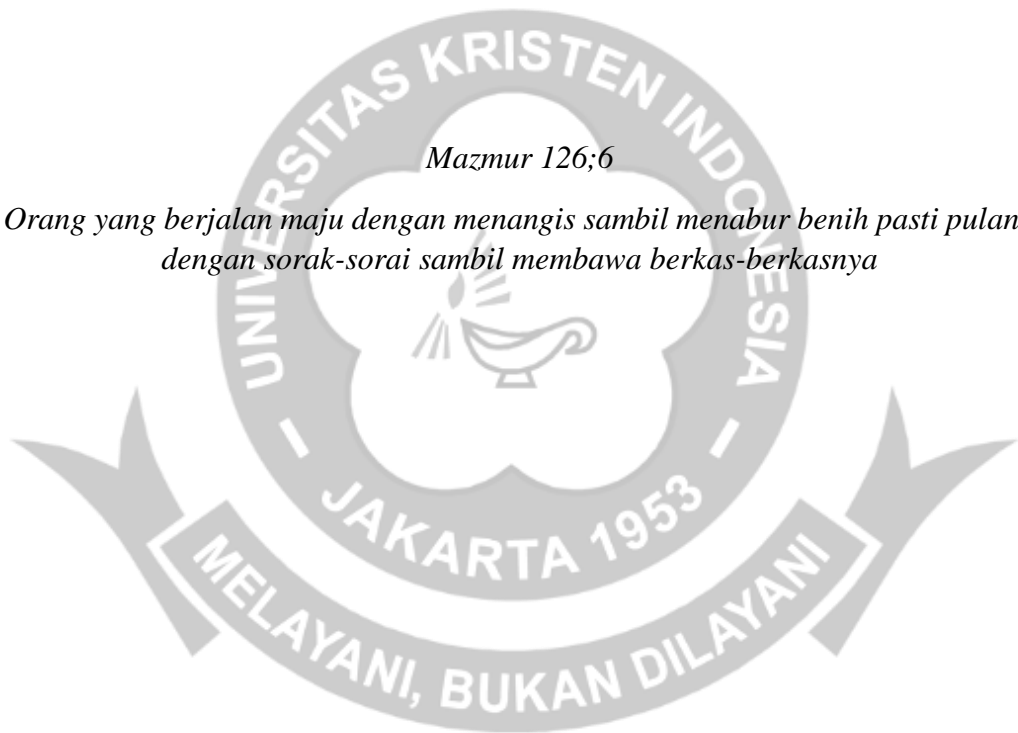 UNIVERSITAS KRISTEN INDONESIA
Mazmur 126;6
Orang yang berjalan maju dengan menangis sambil menabur benih pasti pulan
dengan sorak-sorai sambil membawa berkas-berkasnya
JAKARTA 1953
MELAYANI, BUKAN DILAYANI